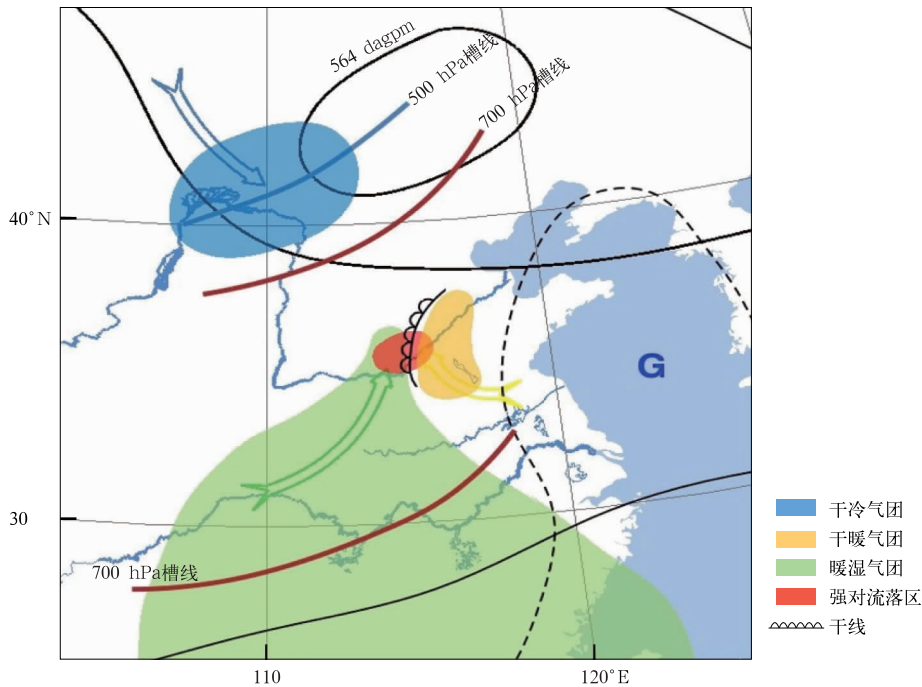 564 dagpm
500 hPa槽线
700 hPa槽线
40°N
G
30
700 hPa槽线
110
120°E
干冷气团
干暖气团
暖湿气团
强对流落区
干线